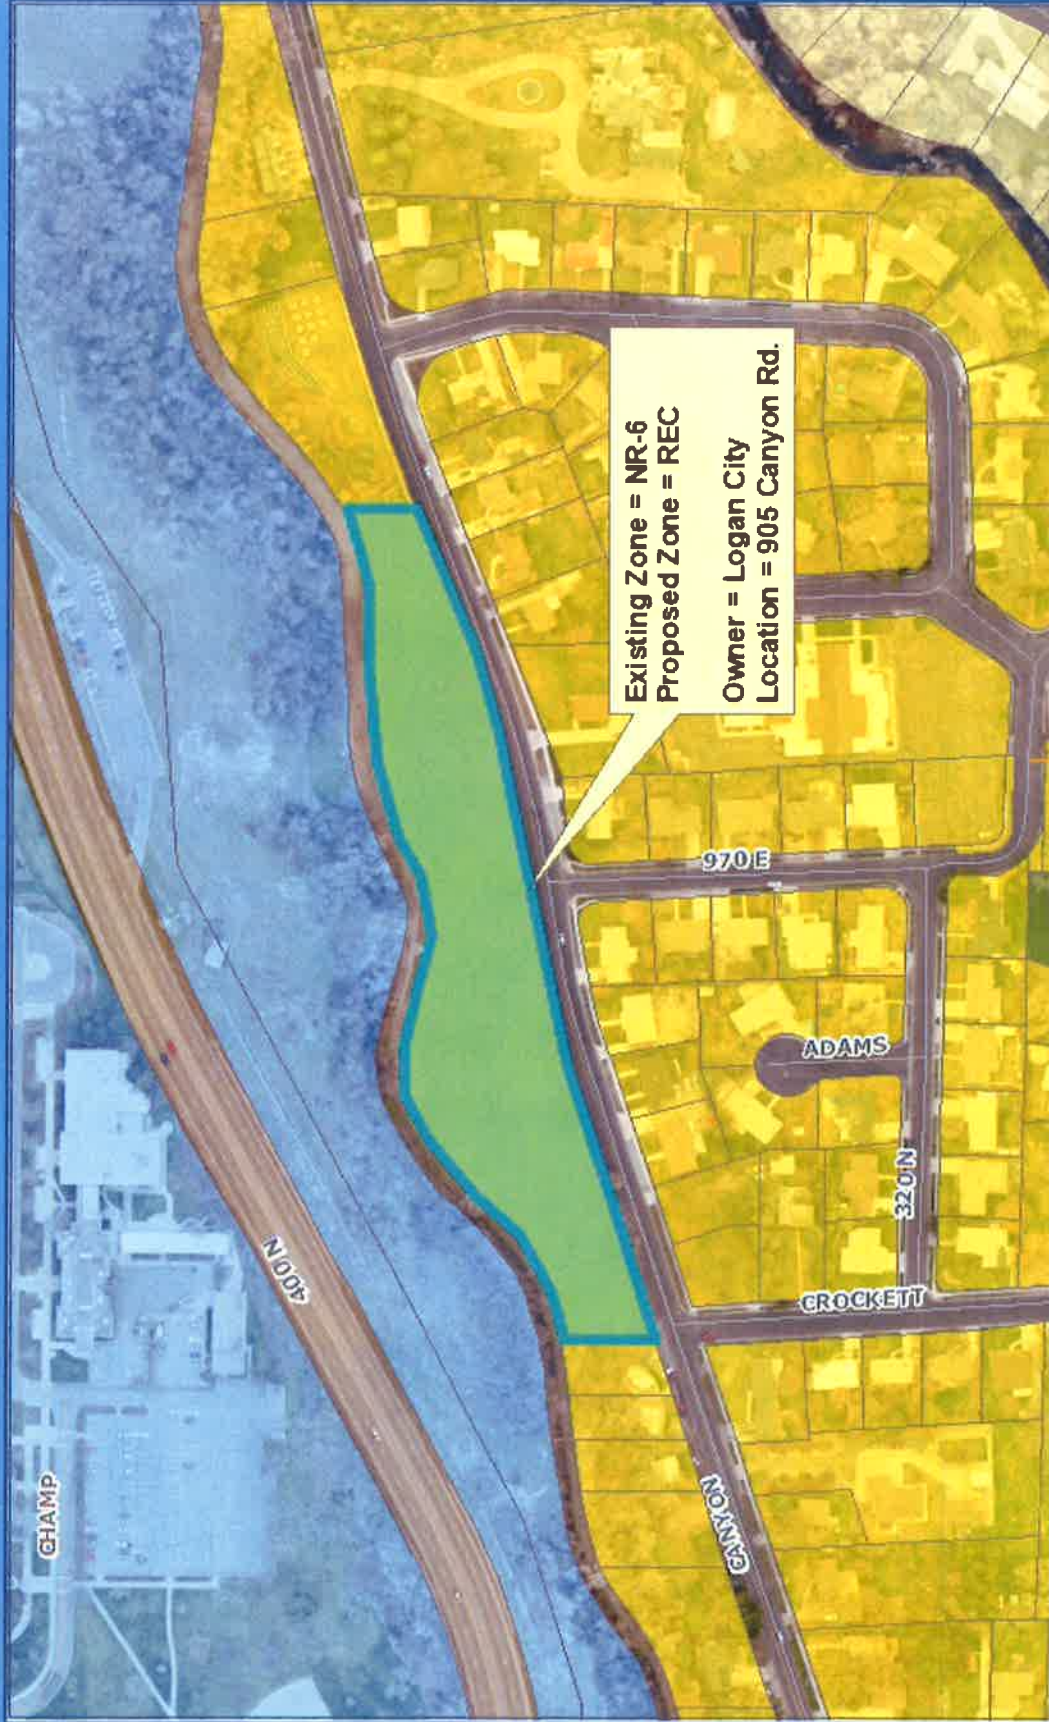 CHAMP
400 N
Existing Zone = NR-6
Proposed Zone = REC
Owner = Logan City
Location = 905 Canyon Rd.
970 E
ADAMS
320 N
CROCKETT
CANYON